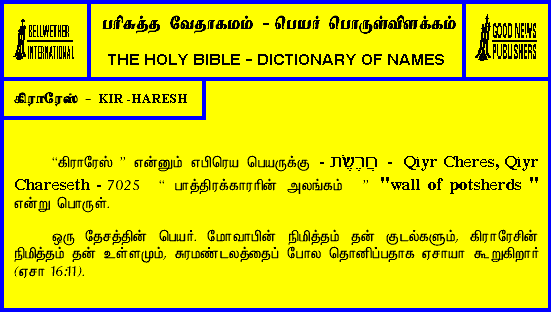 BELLWETHER
INTERNATIONAL
பரிசுத்த வேதாகமம் - பெயர் பொருள்விளக்கம்
THE HOLY BIBLE – DICTIONARY OF NAMES
GOOD NEWS
PUBLISHERS
கிராரேஸ் - KIR -HARESH
“கிராரேஸ் ” என்னும் எபிரெய பெயருக்கு - חֲרֶשֶׂת קִיר - Qiyr Cheres, Qiyr
Chareseth - 7025 “ பாத்திரக்காரரின் அலங்கம் ” "wall of potsherds "
என்று பொருள்.
ஒரு தேசத்தின் பெயர். மோவாபின் நிமித்தம் தன் குடல்களும், கிராரேசின்
நிமித்தம் தன் உள்ளமும், சுரமண்டலத்தைப் போல தொனிப்பதாக ஏசாயா கூறுகிறார்
(ஏசா 16:11).